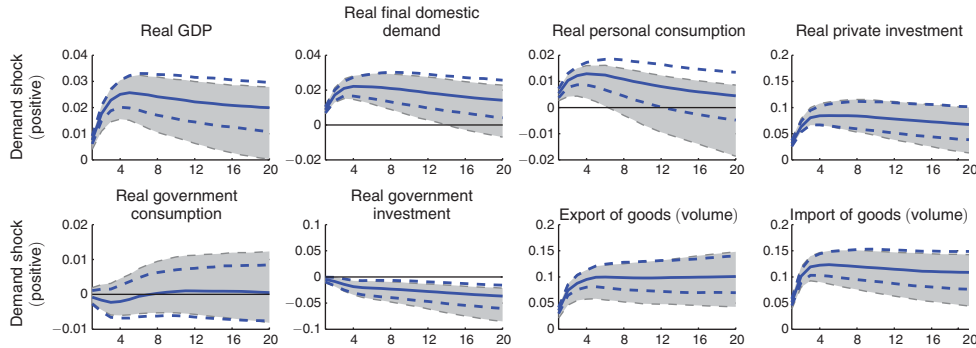 Demand shock
(positive)
Real GDP
0.04
0.03
0.02
0.01
0
4 8 12 16 20
Real final domestic
demand
0.04
0.02
0
−0.02
4 8 12 16 20
Real personal consumption
0.02
0.01
0
−0.01
−0.02
4 8 12 16 20
Real private investment
0.2
0.15
0.1
0.05
0
4 8 12 16 20
Demand shock
(positive)
Real government
consumption
0.02
0.01
0
−0.01
4 8 12 16 20
Real government
investment
0.1
0.05
0
−0.05
−0.1
4 8 12 16 20
Export of goods (volume)
0.2
0.15
0.1
0.05
0
4 8 12 16 20
Import of goods (volume)
0.2
0.15
0.1
0.05
0
4 8 12 16 20